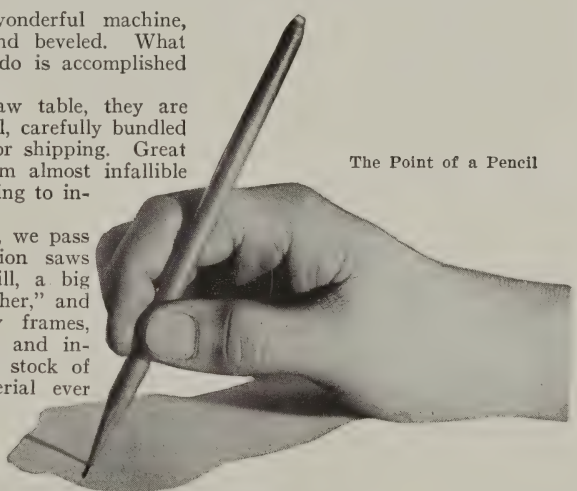 wonderful machine,
nd beveled. What
do is accomplished
aw table, they are
l, carefully bundled
or shipping. Great
m almost infallible
ing to in-
, we pass
ion saws
ill, a big
her," and
frames,
and in-
stock of
erial ever
The Point of a Pencil